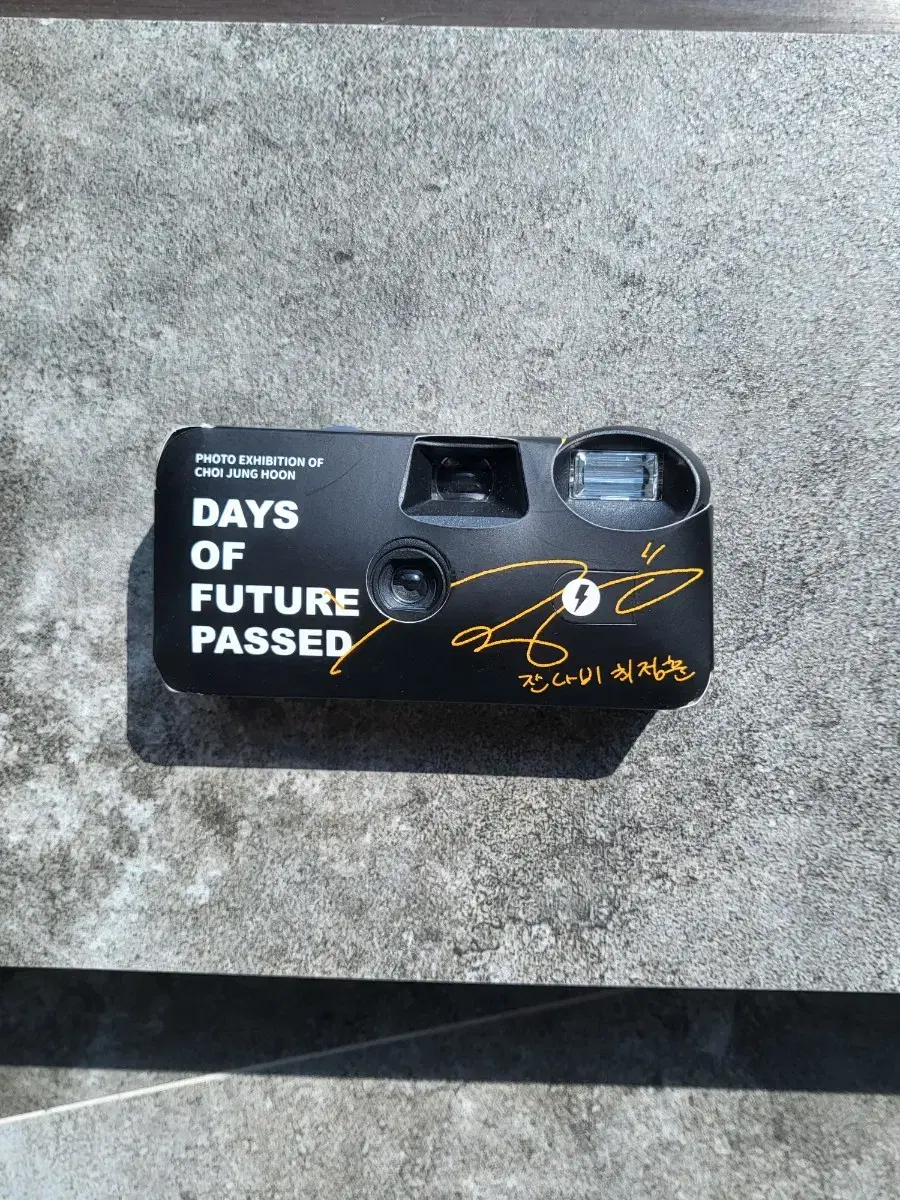 PHOTO EXHIBITION OF
CHOI JUNG HOON
DAYS
OF
FUTURE
PASSED
잔나비 최정훈